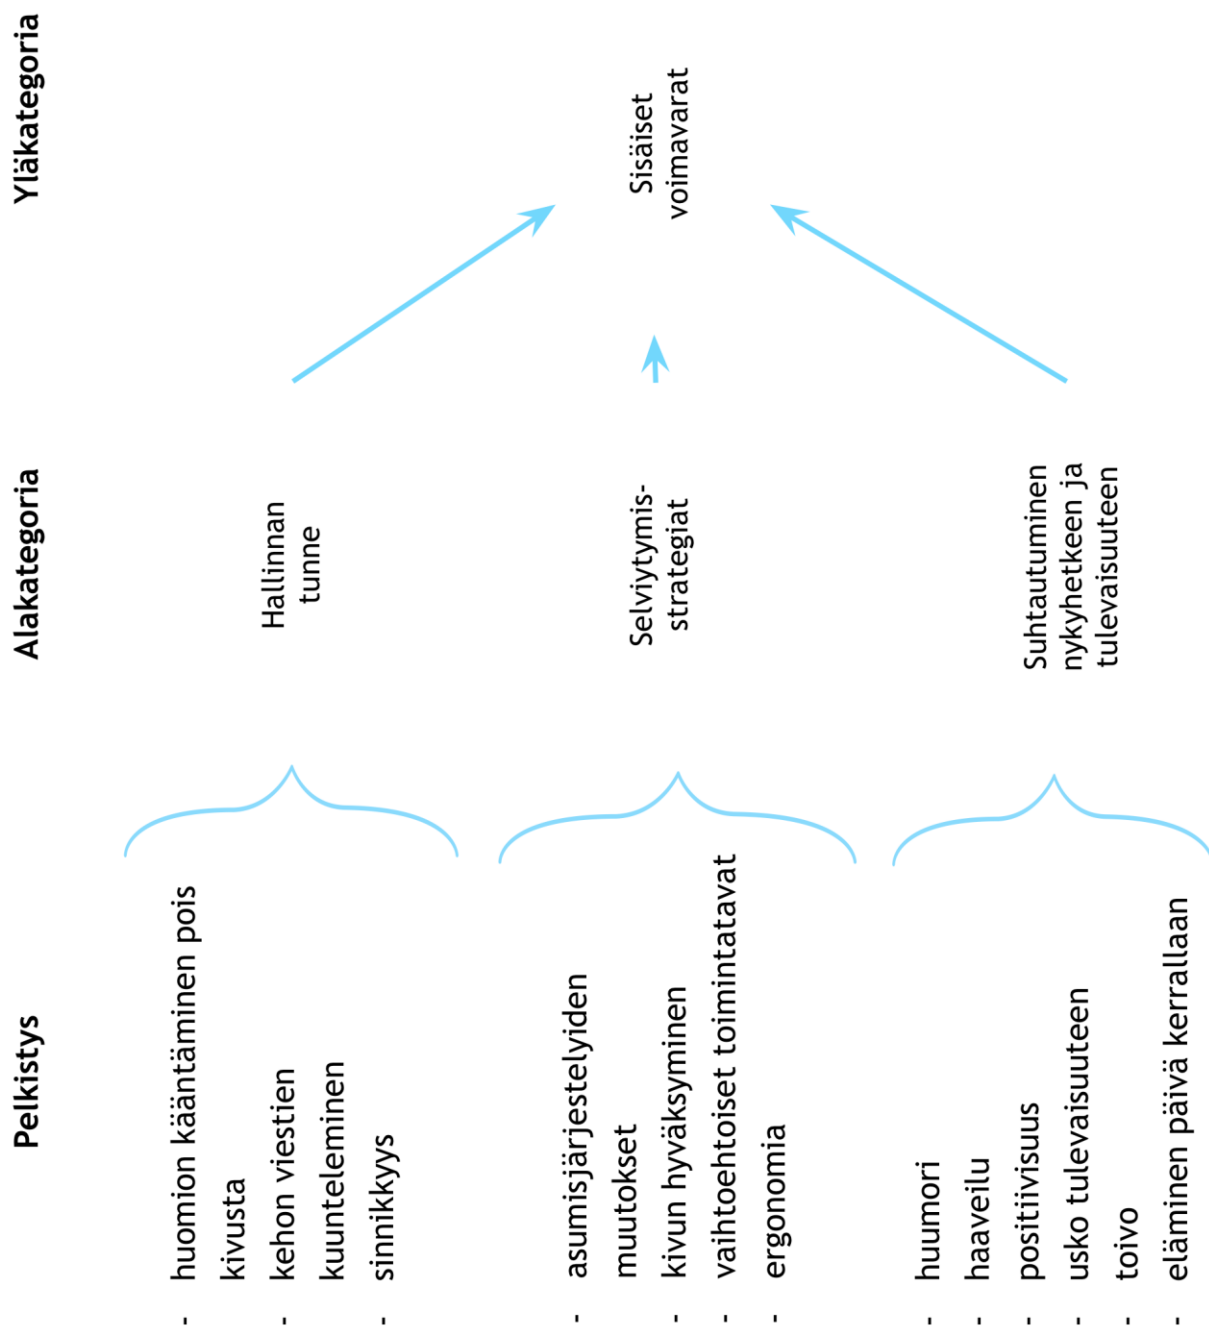 Pelkistys
Alakategoria
Yläkategoria
- huomion kääntäminen pois
kivusta
- kehon viestien
kuunteleminen
- sinnikkyys
Hallinnan
tunne
- asumisjärjestelyiden
muutokset
- kivun hyväksyminen
- vaihtoehtoiset toimintatavat
- ergonomia
Selviytymis-
strategiat
Sisäiset
voimavarat
- huumori
- haaveilu
- positiivisuus
- usko tulevaisuuteen
- toivo
- eläminen päivä kerrallaan
Suhtautuminen
nykyhetkeen ja
tulevaisuuteen